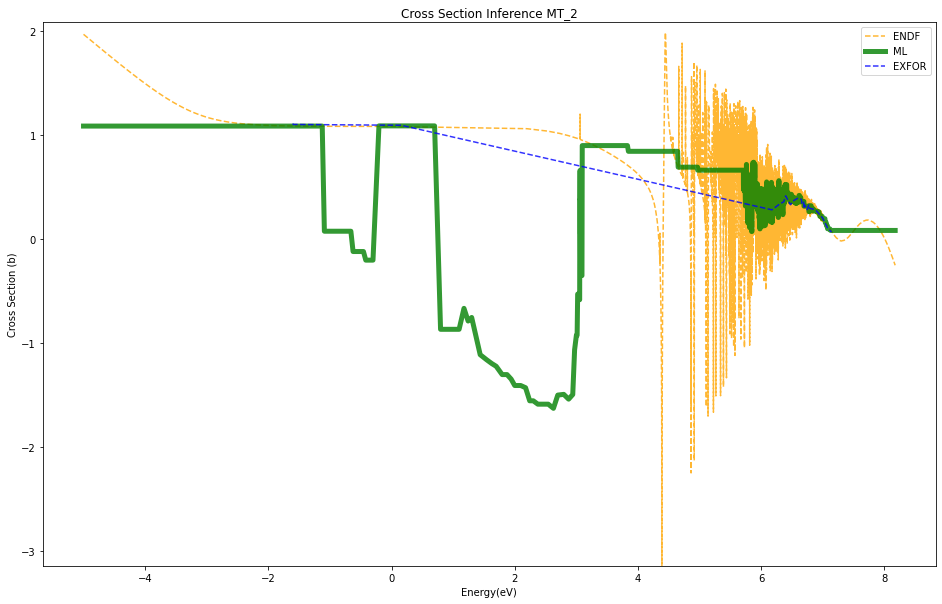 Cross Section Inference MT_2
ENDF
ML
EXFOR
Cross Section (b)
2
1
0
−1
−2
−3
−4
−2
0
2
4
6
8
Energy(eV)